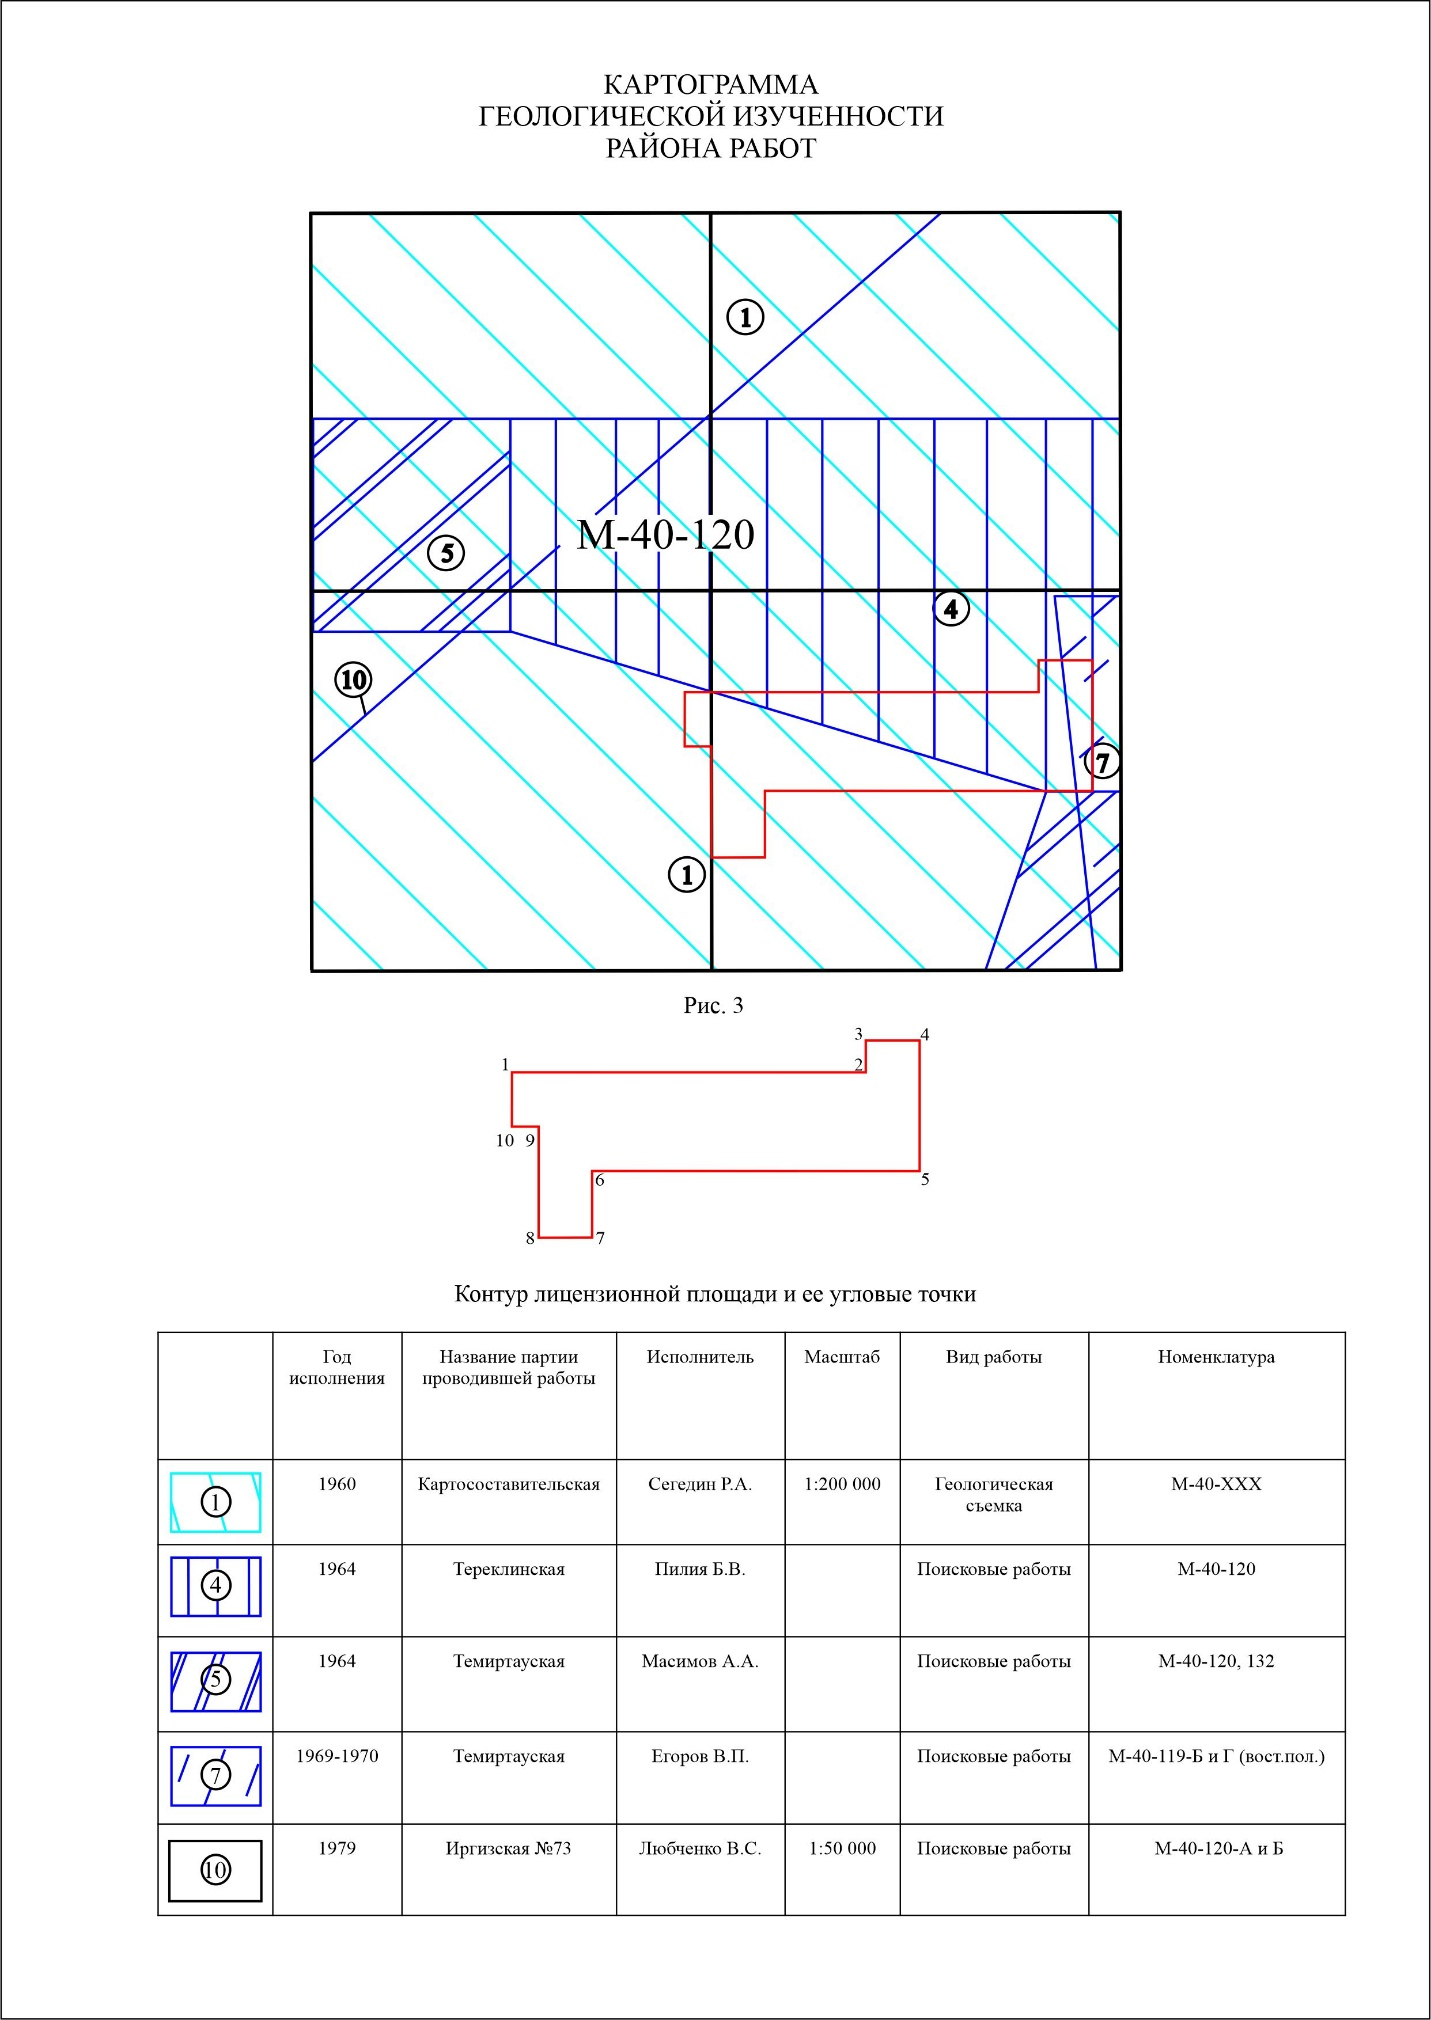 КАРТОГРАММА
ГЕОЛОГИЧЕСКОЙ ИЗУЧЕННОСТИ
РАЙОНА РАБОТ
1
М-40-120
5
4
10
7
1
Рис. 3
3 4
1 2
10 9
6 5
8 7
Контур лицензионной площади и ее угловые точки
Год исполнения | Название партии проводившей работы | Исполнитель | Масштаб | Вид работы | Номенклатура
1 | 1960 | Картосоставительская | Сегедин Р.А. | 1:200 000 | Геологическая съемка | М-40-XXX
4 | 1964 | Тереклинская | Пилия Б.В. | Поисковые работы | М-40-120
5 | 1964 | Темиртауская | Масимов А.А. | Поисковые работы | М-40-120, 132
7 | 1969-1970 | Темиртауская | Егоров В.П. | Поисковые работы | М-40-119-Б и Г (вост.пол.)
10 | 1979 | Иргизская №73 | Любченко В.С. | 1:50 000 | Поисковые работы | М-40-120-А и Б